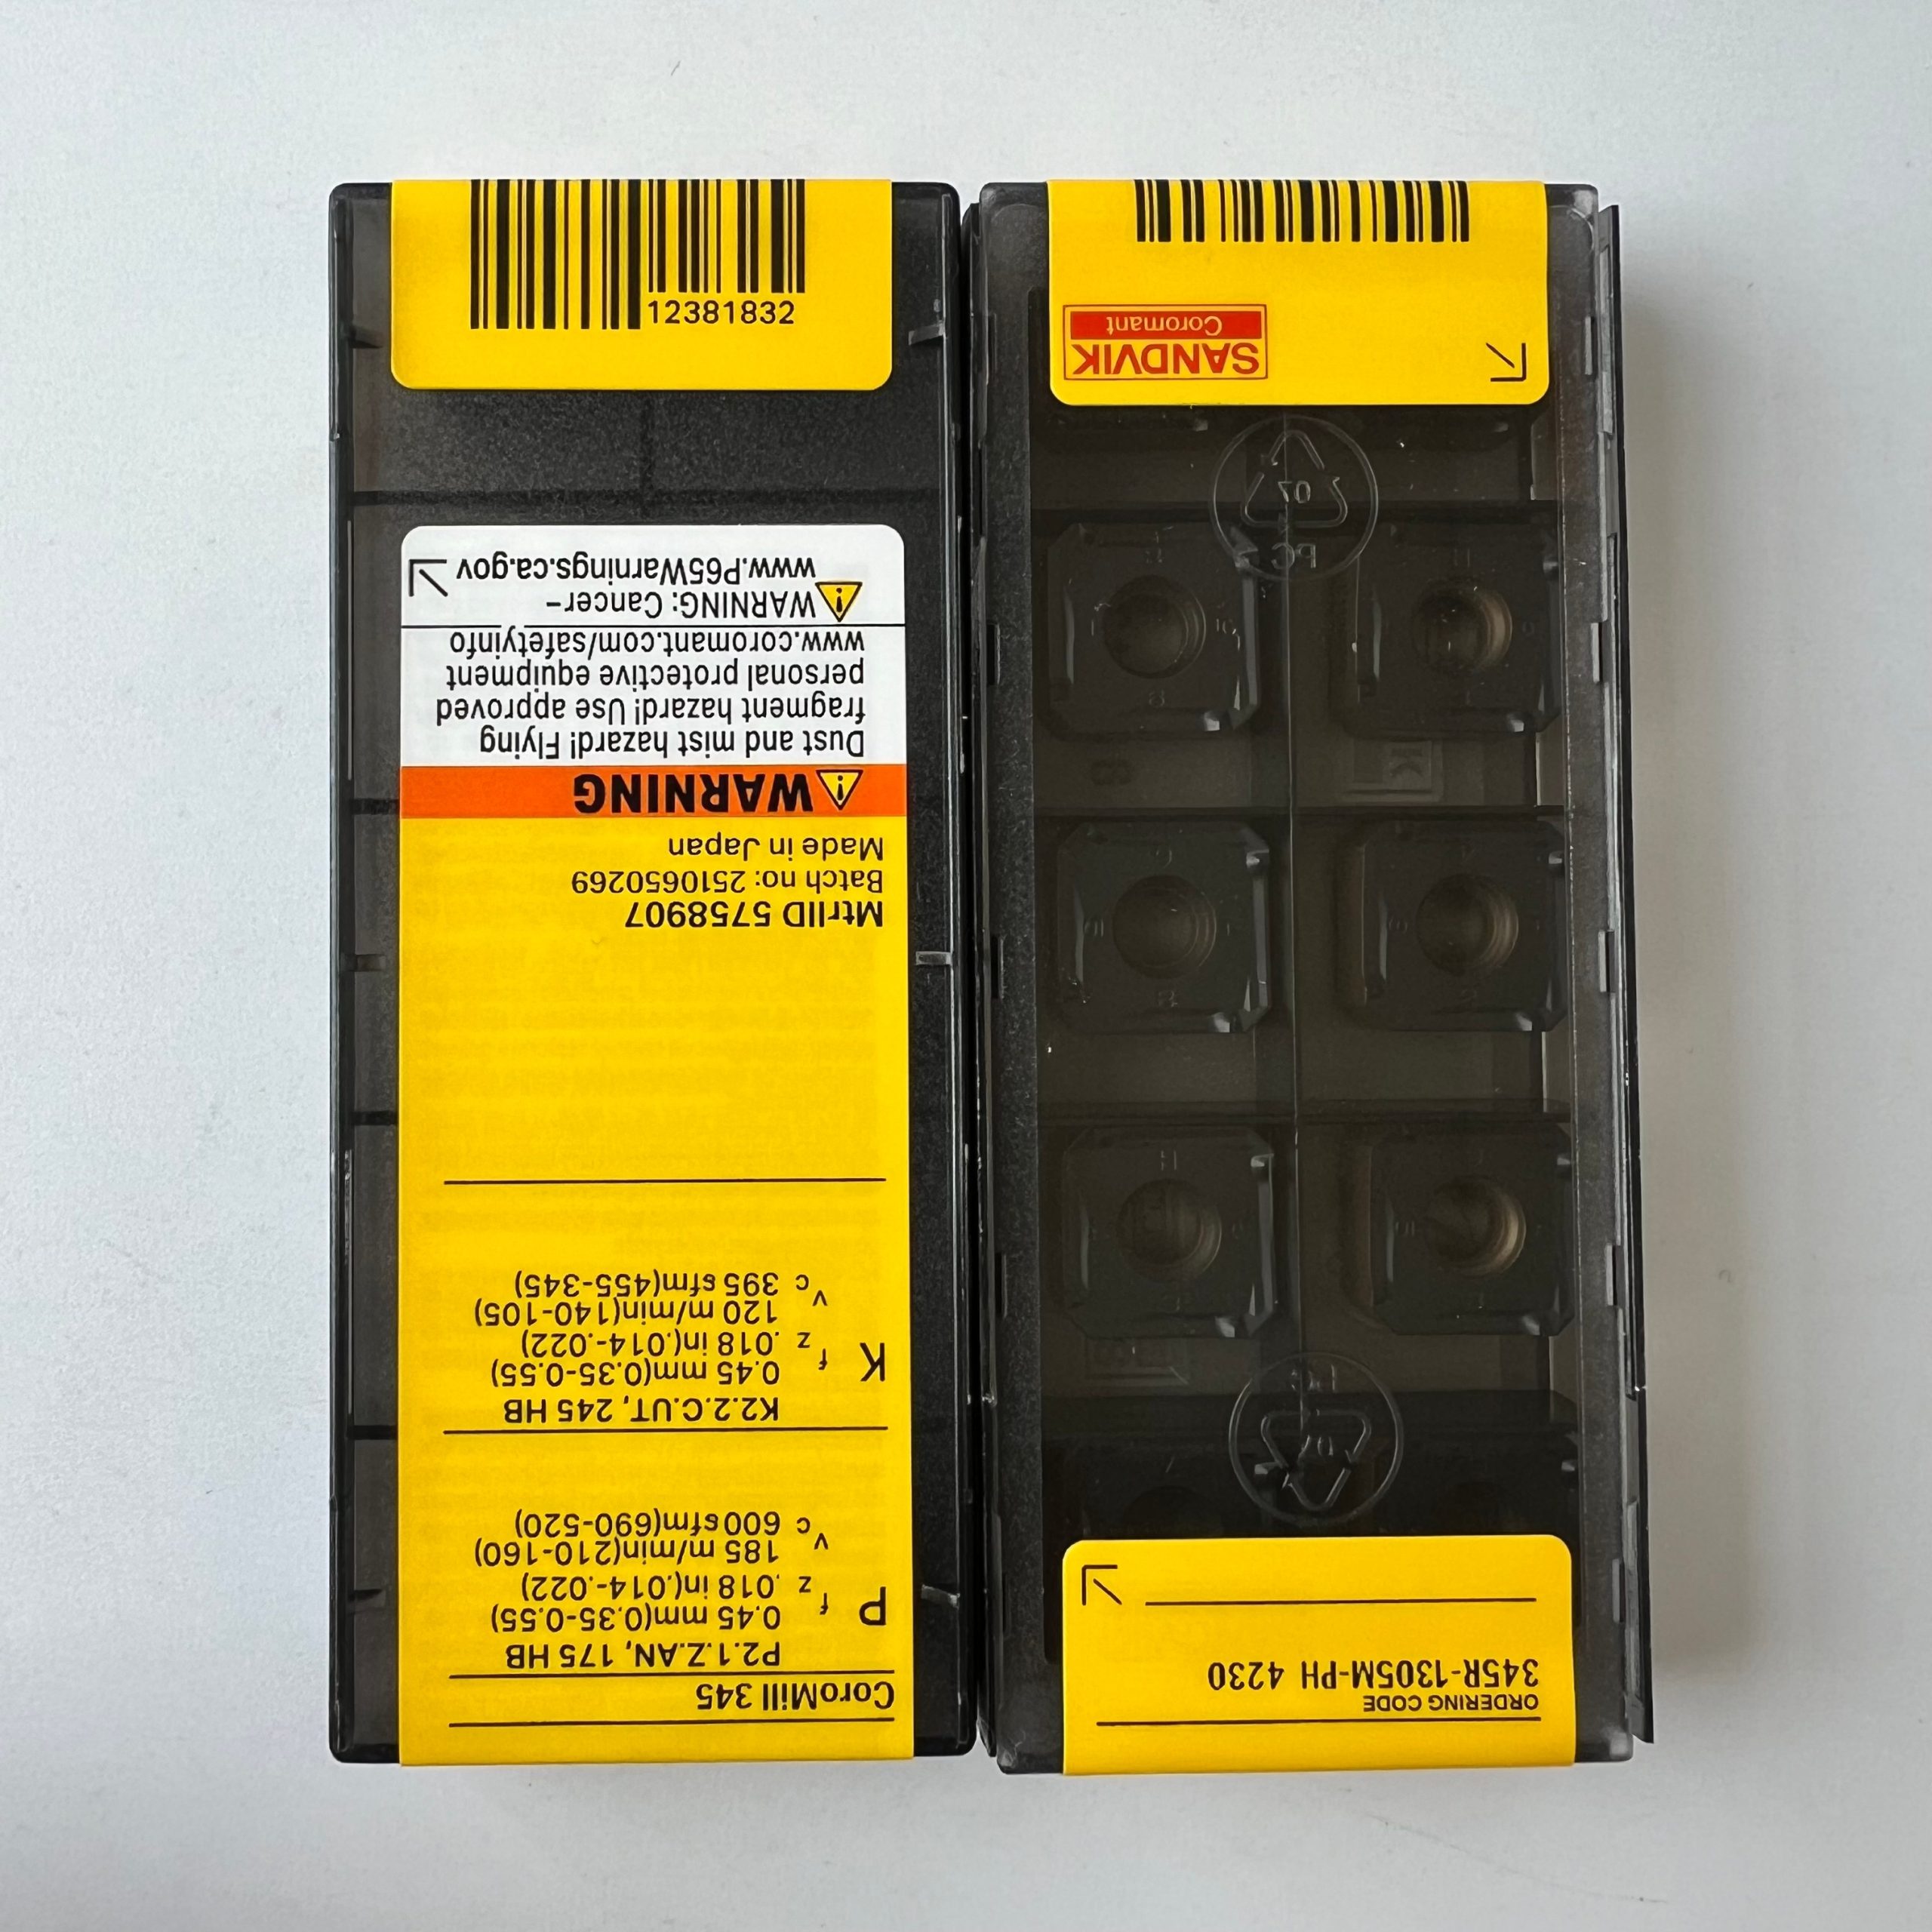 12381832
CoroMill 345
P2.1.Z.AN, 175 HB
P
f z
0.45 mm(0.35-0.55)
.018 in(.014-.022)
v c
185 m/min(210-160)
600 sfm(690-520)
K2.2.C.UT, 245 HB
K
f z
0.45 mm(0.35-0.55)
.018 in(.014-.022)
v c
120 m/min(140-105)
395 sfm(455-345)
MtrlID 5758907
Batch no: 2510650269
Made in Japan
WARNING
Dust and mist hazard! Flying
fragment hazard! Use approved
personal protective equipment
www.coromant.com/safetyinfo
WARNING: Cancer-
www.P65Warnings.ca.gov
ORDERING CODE
345R-1305M-PH 4230
SANDVIK
Coromant
07
PC